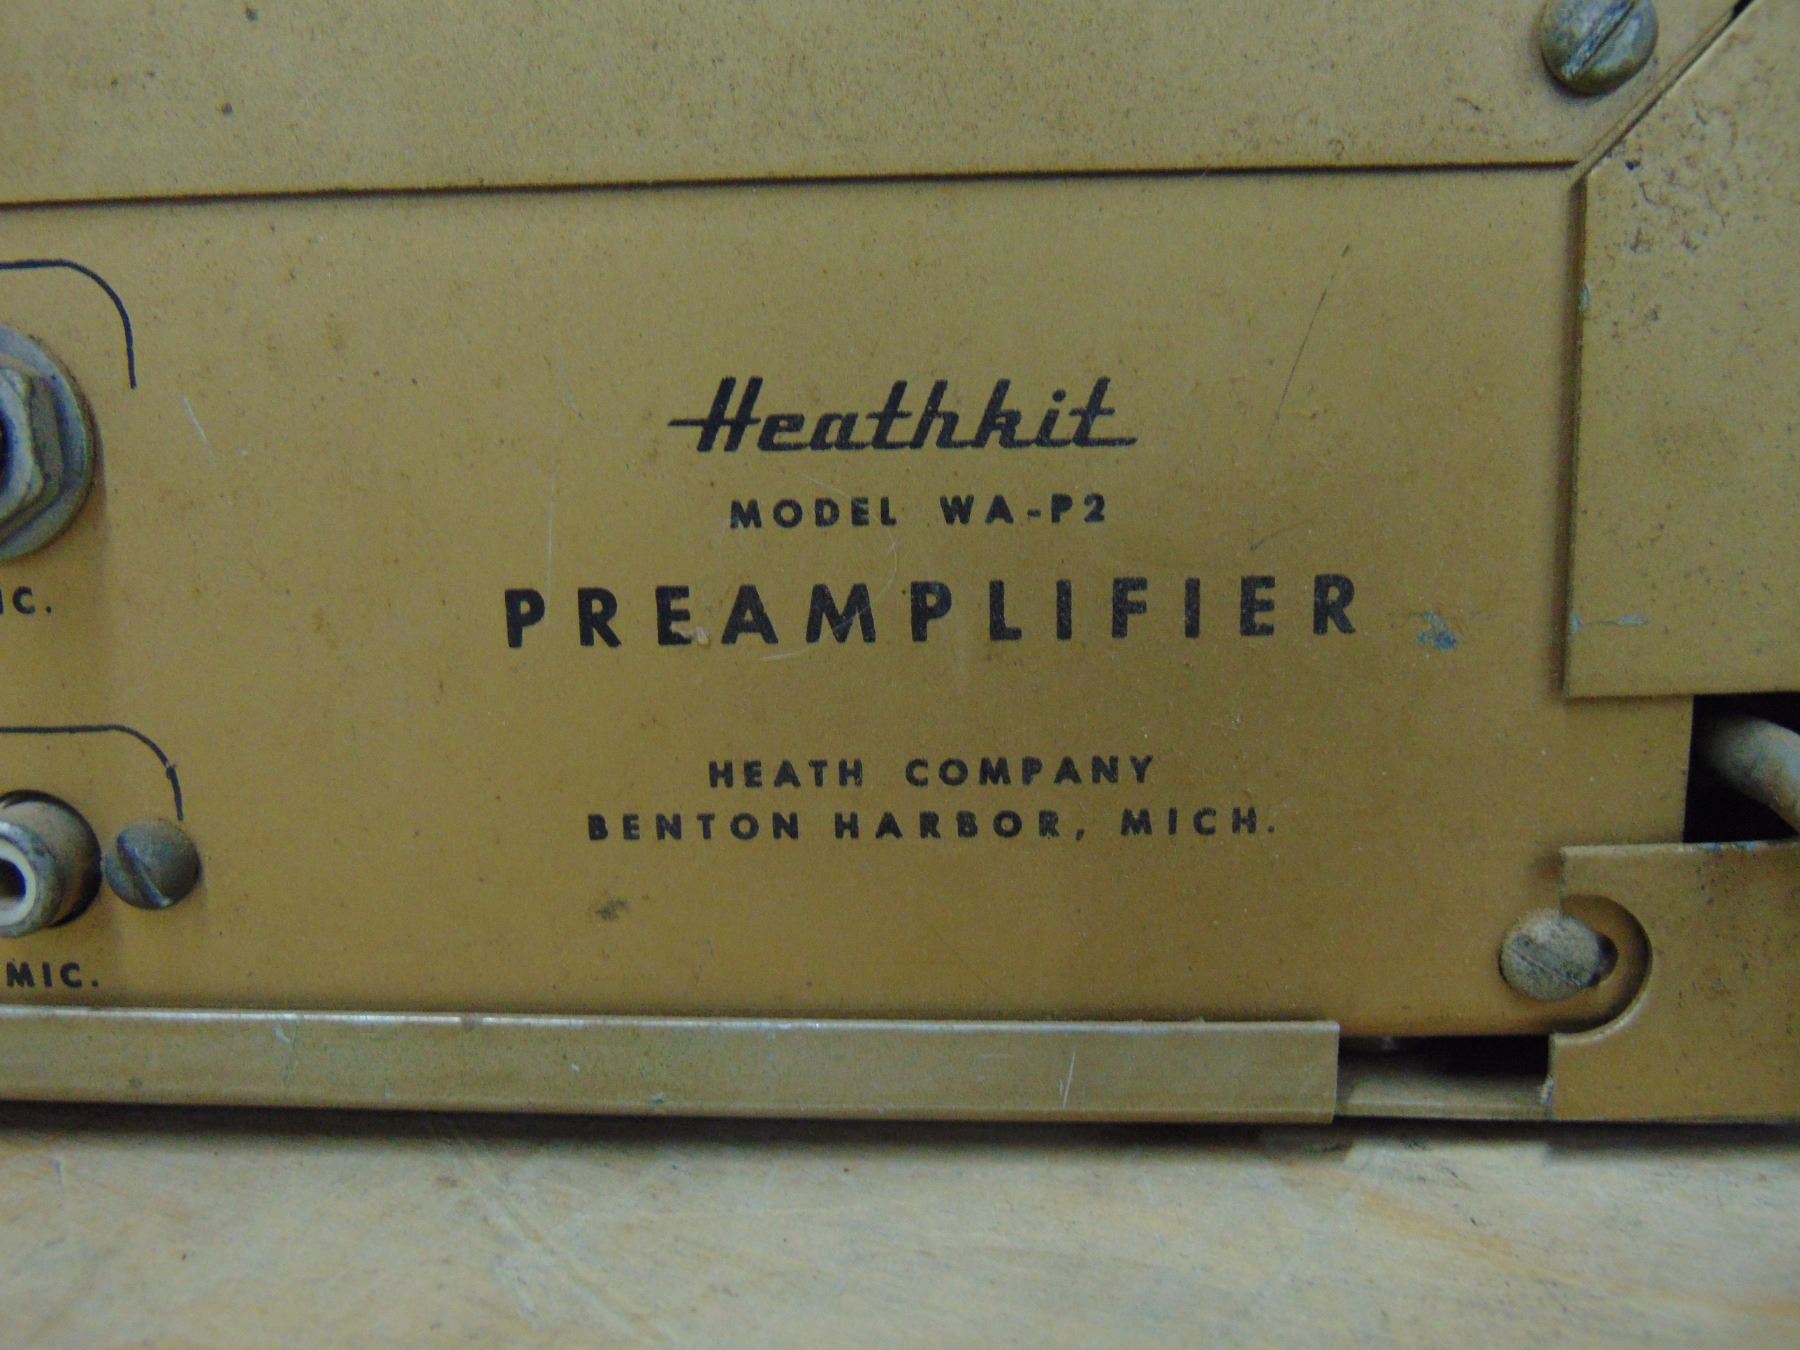 Heathkit
MODEL WA-P2
PREAMPLIFIER
HEATH COMPANY
BENTON HARBOR, MICH.
IC.
MIC.